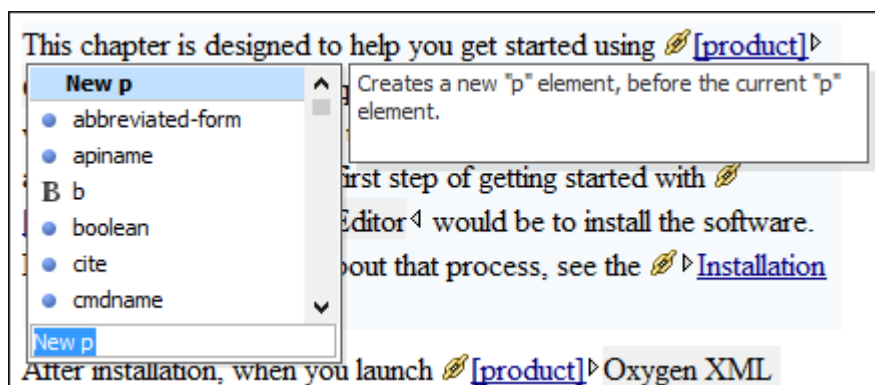 This chapter is designed to help you get started using [product]
New p
abbreviated-form
apiname
B b
boolean
cite
cmdname
New p
Creates a new "p" element, before the current "p"
element.
first step of getting started with
Editor would be to install the software.
bout that process, see the Installation
After installation, when you launch [product] Oxygen XML